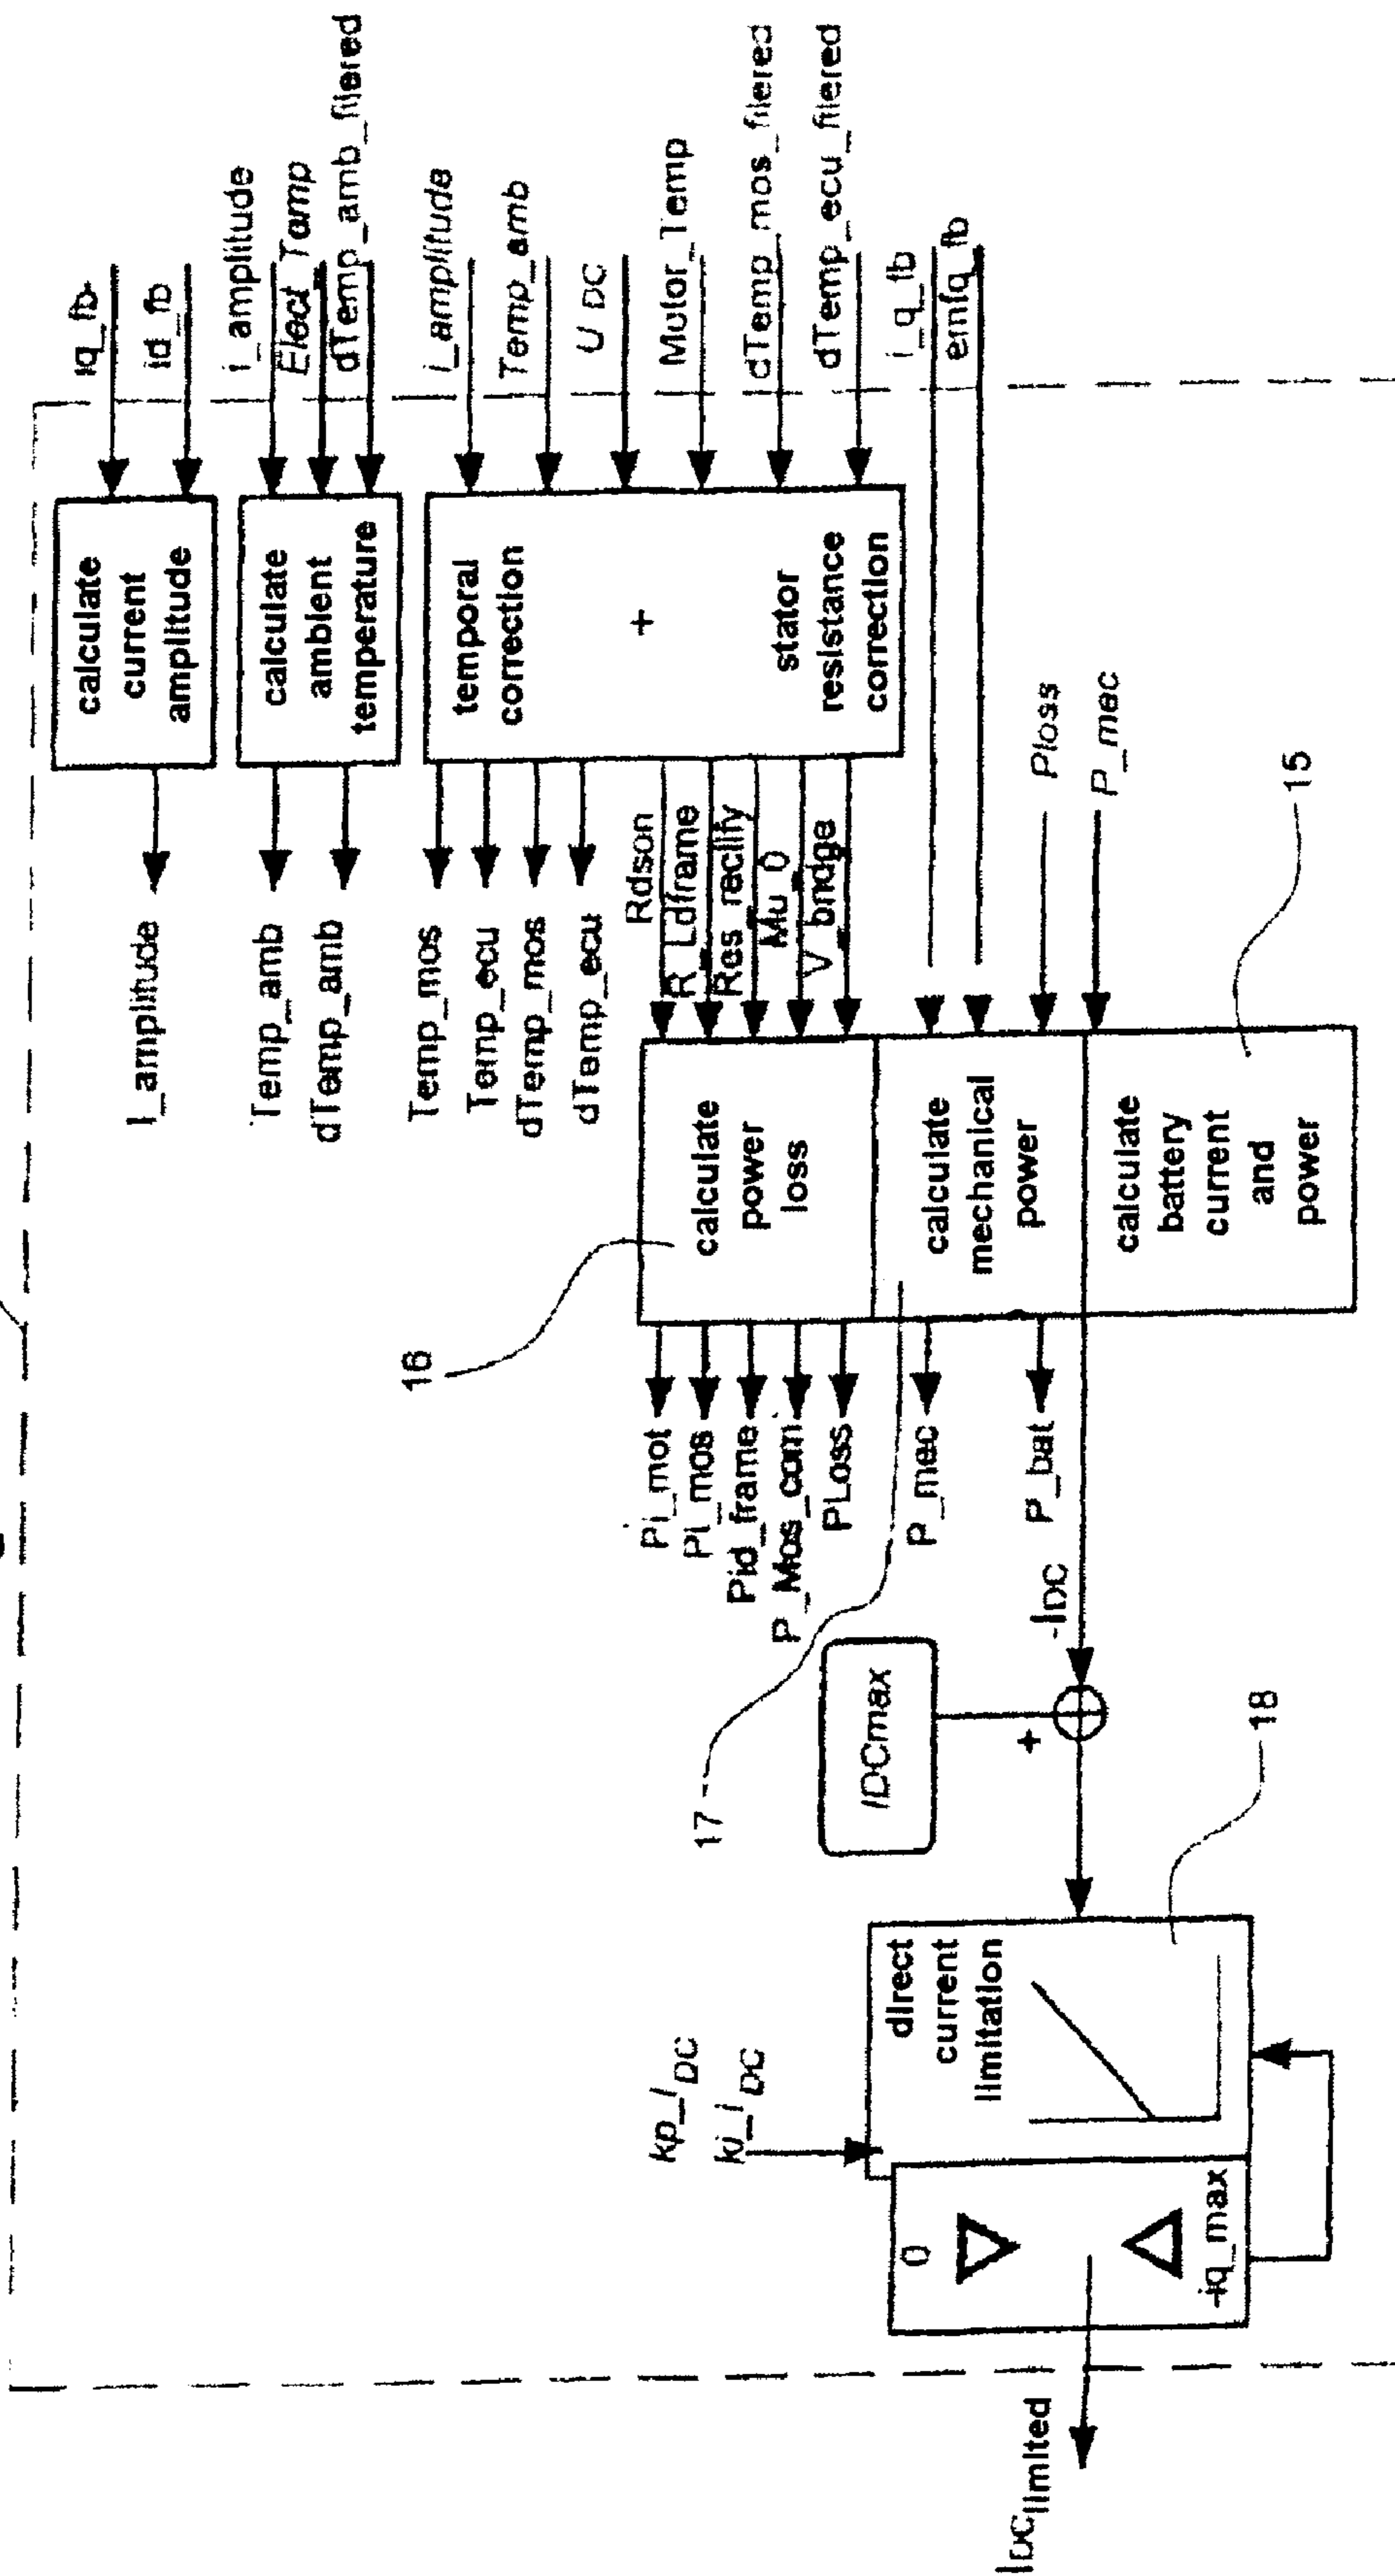 iq_fb
id_fb
i_amplitude
Elect_Temp
dTemp_amb_filered
i_amplitude
Temp_amb
U DC
Motor_Temp
dTemp_mos_filered
dTemp_ecu_filered
i_q_fb
emfq_fb
calculate
current
amplitude
calculate
ambient
temperature
temporal
correction
+
stator
resistance
correction
Ploss
P_mec
15
I_amplitude
Temp_amb
dTemp_amb
Temp_mos
Temp_ecu
dTemp_mos
dTemp_ecu
Rdson
R_Ldframe
Res_rectify
Mu_0
V_bridge
calculate
power
loss
calculate
mechanical
power
calculate
battery
current
and
power
16
Pi_mot
Pi_mos
Pid_frame
P_Mos_com
PLoss
P_mec
P_bat
-IDC
17
IDCmax
+
18
direct
current
limitation
kp_IDC
ki_IDC
0
-iq_max
IDClimited